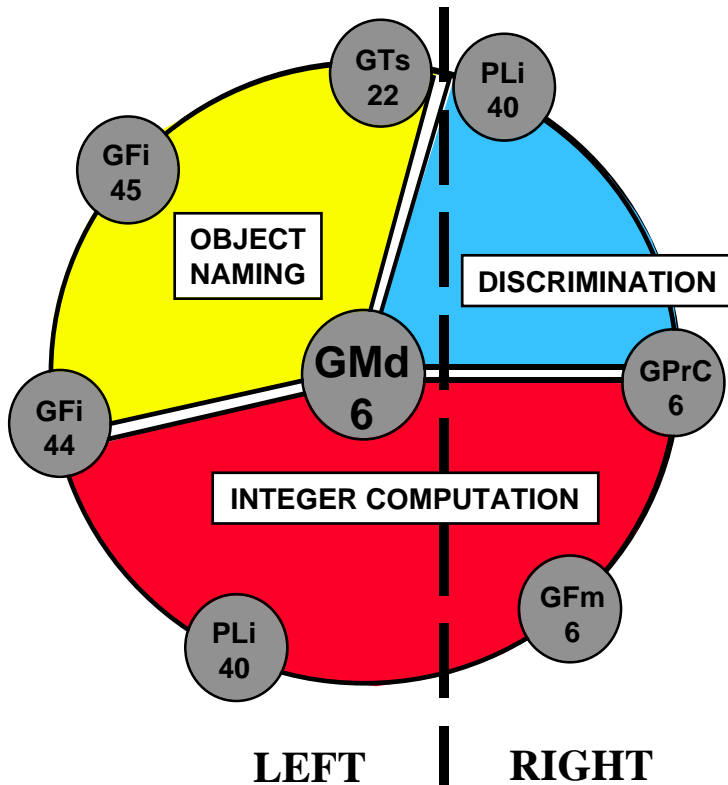 GTs
22
PLi
40
GFi
45
OBJECT
NAMING
DISCRIMINATION
GMd
6
GPrC
6
GFi
44
INTEGER COMPUTATION
GFm
6
PLi
40
LEFT
RIGHT